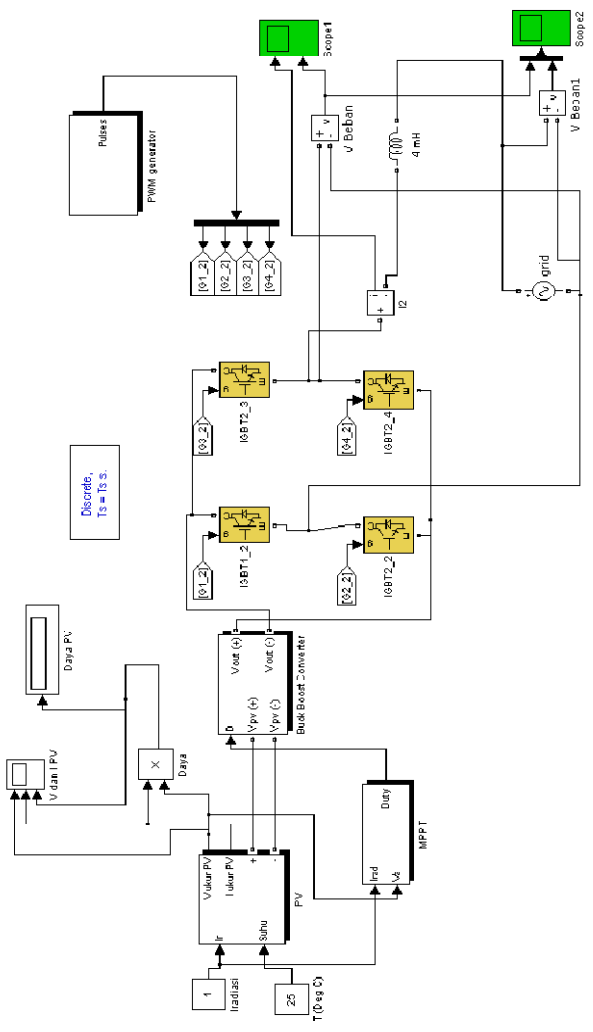 1
Iradiasi
25
T (Deg C)
Ir
Suhu
Vukur PV
I ukur PV
+
-
PV
V dan I PV
Daya PV
X
Daya
Irad
Va
Duty
MPPT
D
Vpv (+)
Vpv (-)
Vout (+)
Vout (-)
Buck Boost Converter
Discrete,
Ts = Ts s.
[G1_2]
g
C
E
IGBT1_2
[G3_2]
g
C
E
IGBT2_3
[G2_2]
g
C
E
IGBT2_2
[G4_2]
g
C
E
IGBT2_4
Pulses
PWM generator
[G1_2]
[G2_2]
[G3_2]
[G4_2]
+
i
-
I2
4 mH
+
-
v
V Beban
Scope1
+
-
v
V Beban1
Scope2
+
grid